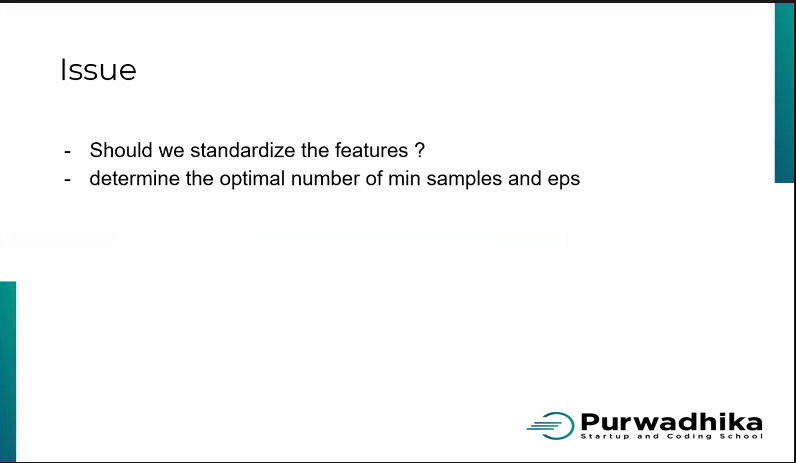 Issue
- Should we standardize the features ?
- determine the optimal number of min samples and eps
Purwadhika
Startup and Coding School